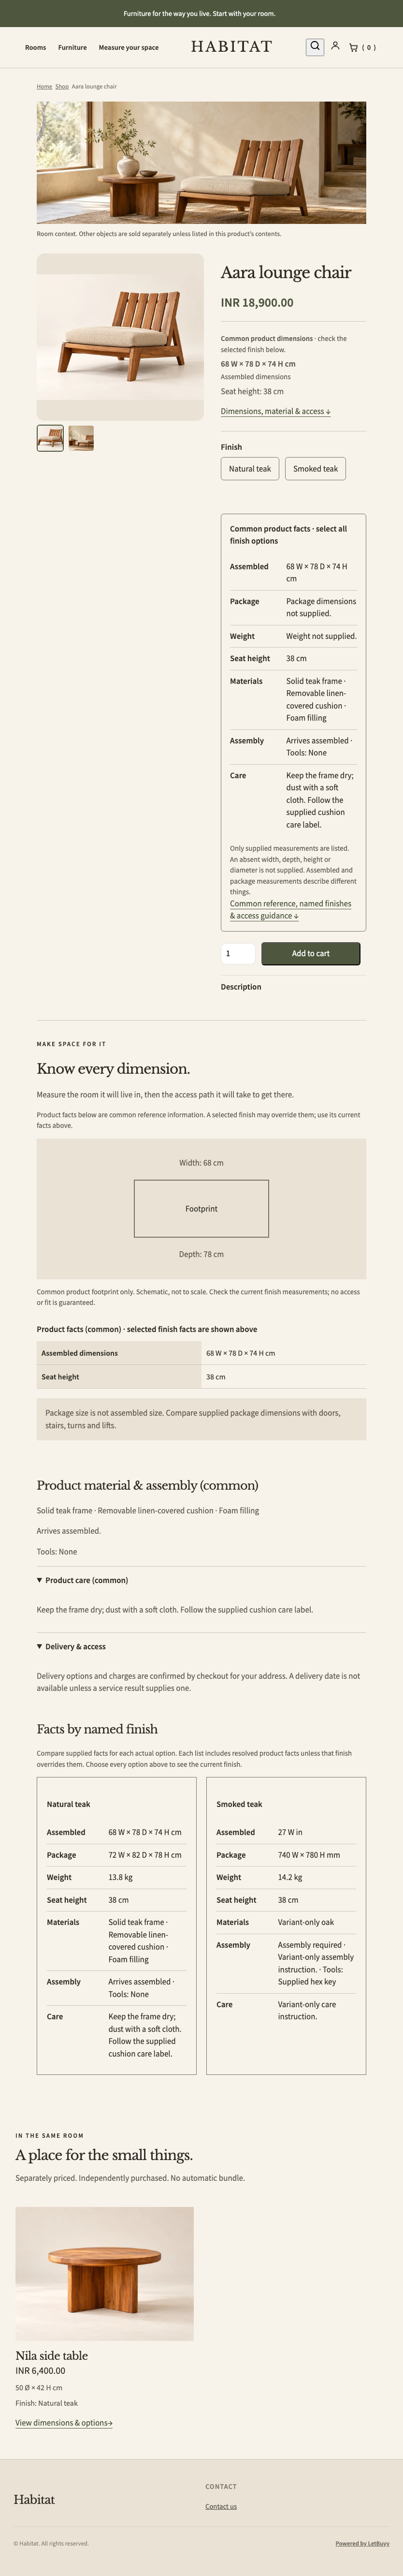 Furniture for the way you live. Start with your room.
Rooms Furniture Measure your space
HABITAT
( 0 )
Home Shop Aara lounge chair
Room context. Other objects are sold separately unless listed in this product's contents.
Aara lounge chair
INR 18,900.00
Common product dimensions · check the
selected finish below.
68 W × 78 D × 74 H cm
Assembled dimensions
Seat height: 38 cm
Dimensions, material & access ↓
Finish
Natural teak Smoked teak
Common product facts · select all
finish options
Assembled 68 W × 78 D × 74 H
cm
Package Package dimensions
not supplied.
Weight Weight not supplied.
Seat height 38 cm
Materials Solid teak frame ·
Removable linen-
covered cushion ·
Foam filling
Assembly Arrives assembled ·
Tools: None
Care Keep the frame dry;
dust with a soft
cloth. Follow the
supplied cushion
care label.
Only supplied measurements are listed.
An absent width, depth, height or
diameter is not supplied. Assembled and
package measurements describe different
things.
Common reference, named finishes
& access guidance ↓
1 Add to cart
Description
MAKE SPACE FOR IT
Know every dimension.
Measure the room it will live in, then the access path it will take to get there.
Product facts below are common reference information. A selected finish may override them; use its current
facts above.
Width: 68 cm
Footprint
Depth: 78 cm
Common product footprint only. Schematic, not to scale. Check the current finish measurements; no access
or fit is guaranteed.
Product facts (common) · selected finish facts are shown above
Assembled dimensions 68 W × 78 D × 74 H cm
Seat height 38 cm
Package size is not assembled size. Compare supplied package dimensions with doors,
stairs, turns and lifts.
Product material & assembly (common)
Solid teak frame · Removable linen-covered cushion · Foam filling
Arrives assembled.
Tools: None
▼ Product care (common)
Keep the frame dry; dust with a soft cloth. Follow the supplied cushion care label.
▼ Delivery & access
Delivery options and charges are confirmed by checkout for your address. A delivery date is not
available unless a service result supplies one.
Facts by named finish
Compare supplied facts for each actual option. Each list includes resolved product facts unless that finish
overrides them. Choose every option above to see the current finish.
Natural teak
Assembled 68 W × 78 D × 74 H cm
Package 72 W × 82 D × 78 H cm
Weight 13.8 kg
Seat height 38 cm
Materials Solid teak frame ·
Removable linen-
covered cushion ·
Foam filling
Assembly Arrives assembled ·
Tools: None
Care Keep the frame dry;
dust with a soft cloth.
Follow the supplied
cushion care label.
Smoked teak
Assembled 27 W in
Package 740 W × 780 H mm
Weight 14.2 kg
Seat height 38 cm
Materials Variant-only oak
Assembly Assembly required ·
Variant-only assembly
instruction. · Tools:
Supplied hex key
Care Variant-only care
instruction.
IN THE SAME ROOM
A place for the small things.
Separately priced. Independently purchased. No automatic bundle.
Nila side table
INR 6,400.00
50 Ø × 42 H cm
Finish: Natural teak
View dimensions & options→
Habitat
CONTACT
Contact us
© Habitat. All rights reserved.
Powered by LetBuyy